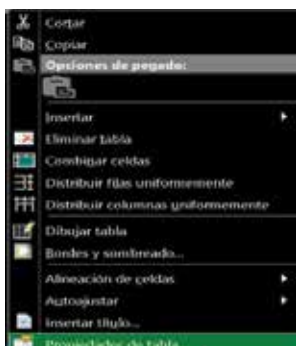 Cortar
Copiar
Opciones de pegado:
Insertar
Eliminar tabla
Combinar celdas
Distribuir filas uniformemente
Distribuir columnas uniformemente
Dibujar tabla
Bordes y sombreado...
Alineación de celdas
Autoajustar
Insertar título...
Propiedades de tabla